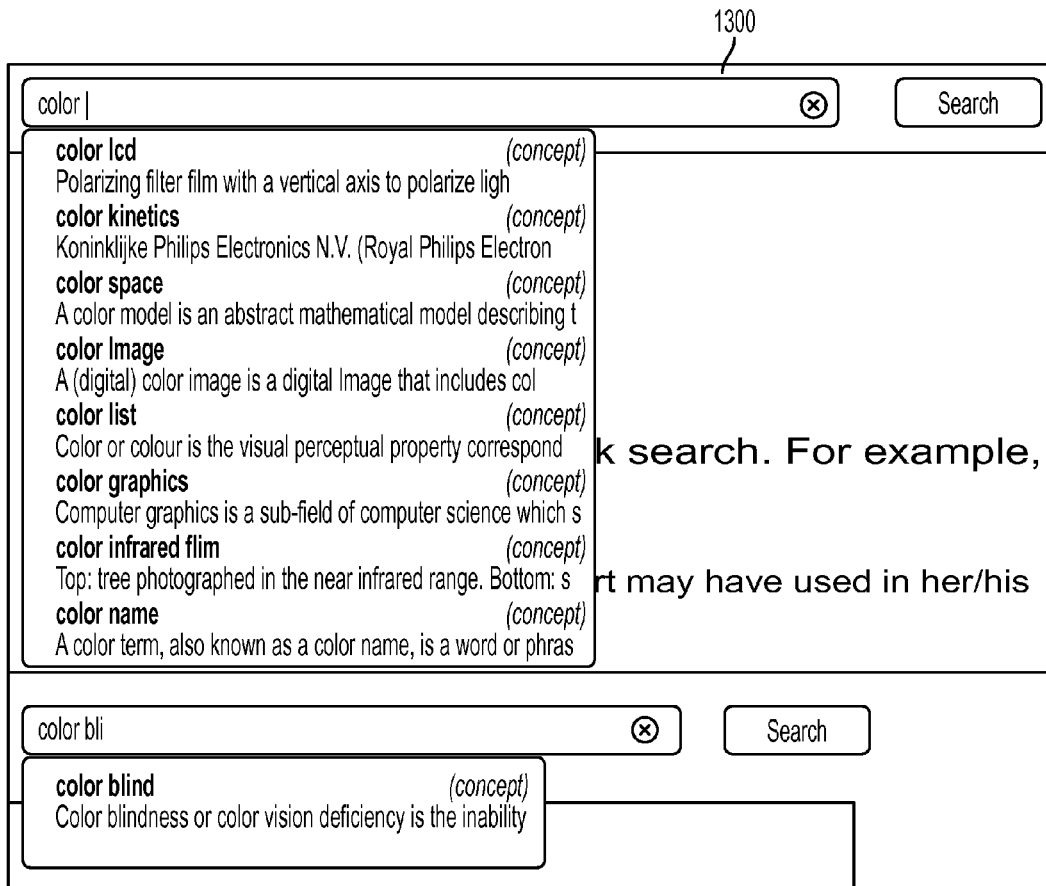 1300
color
Search
color lcd (concept)
Polarizing filter film with a vertical axis to polarize ligh
color kinetics (concept)
Koninklijke Philips Electronics N.V. (Royal Philips Electron
color space (concept)
A color model is an abstract mathematical model describing t
color Image (concept)
A (digital) color image is a digital Image that includes col
color list (concept)
Color or colour is the visual perceptual property correspond
k search. For example,
color graphics (concept)
Computer graphics is a sub-field of computer science which s
color infrared flim (concept)
Top: tree photographed in the near infrared range. Bottom: s
rt may have used in her/his
color name (concept)
A color term, also known as a color name, is a word or phras
color bli
Search
color blind (concept)
Color blindness or color vision deficiency is the inability